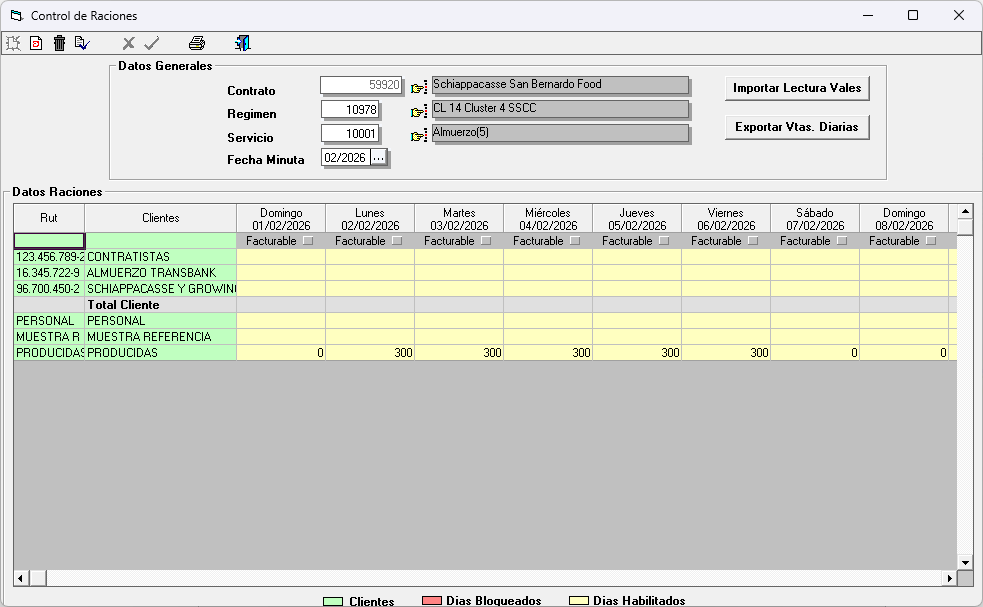 Control de Raciones
Datos Generales
Contrato 59920 Schiappacasse San Bernardo Food
Importar Lectura Vales
Regimen 10978 CL 14 Cluster 4 SSCC
Servicio 10001 Almuerzo(5)
Exportar Vtas. Diarias
Fecha Minuta 02/2026 ...
Datos Raciones
Rut Clientes Domingo 01/02/2026 Lunes 02/02/2026 Martes 03/02/2026 Miércoles 04/02/2026 Jueves 05/02/2026 Viernes 06/02/2026 Sábado 07/02/2026 Domingo 08/02/2026
Facturable Facturable Facturable Facturable Facturable Facturable Facturable Facturable
123.456.789-2 CONTRATISTAS
16.345.722-9 ALMUERZO TRANSBANK
96.700.450-2 SCHIAPPACASSE Y GROWING
Total Cliente
PERSONAL PERSONAL
MUESTRA R MUESTRA REFERENCIA
PRODUCIDAS PRODUCIDAS 0 300 300 300 300 300 0 0
Clientes Dias Bloqueados Dias Habilitados